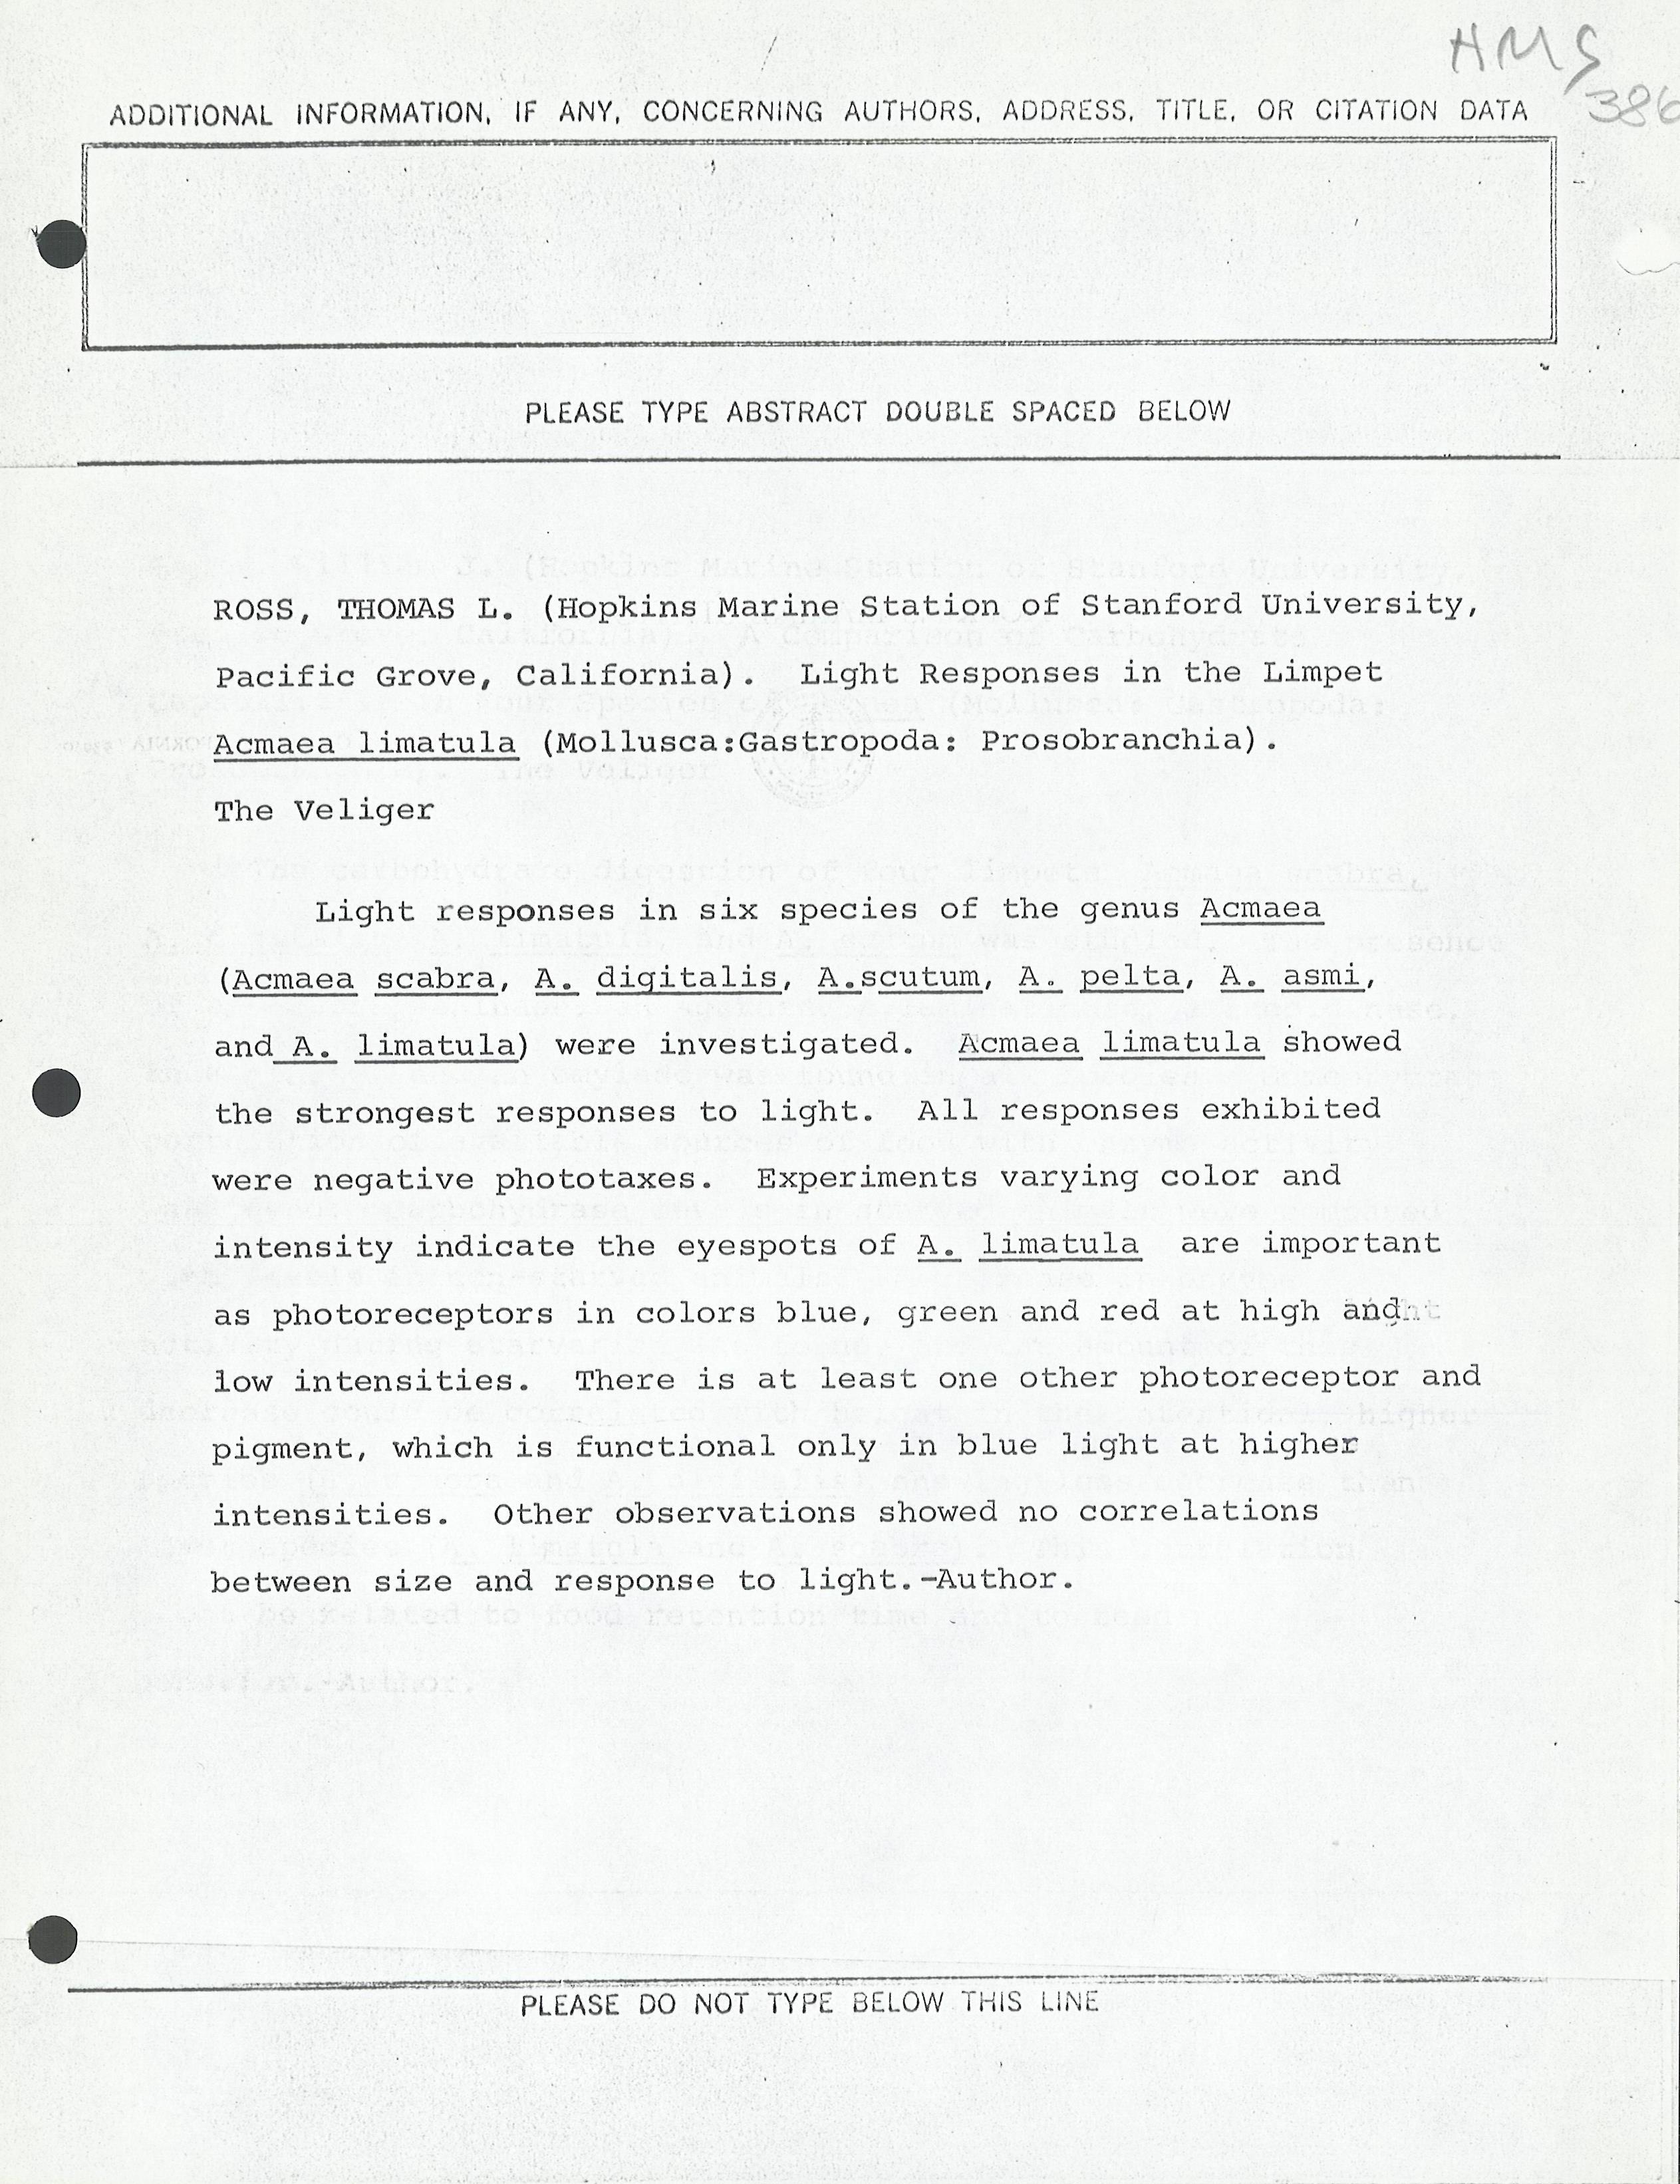 HMS
386
ADDITIONAL INFORMATION, IF ANY, CONCERNING AUTHORS, ADDRESS, TITLE, OR CITATION DATA
PLEASE TYPE ABSTRACT DOUBLE SPACED BELOW
ROSS, THOMAS L. (Hopkins Marine Station of Stanford University,
Pacific Grove, California).  Light Responses in the Limpet
Acmaea limatula (Mollusca:Gastropoda: Prosobranchia).
The Veliger
Light responses in six species of the genus Acmaea
(Acmaea scabra, A. digitalis, A.scutum, A. pelta, A. asmi,
and A. limatula) were investigated.  Acmaea limatula showed
the strongest responses to light.  All responses exhibited
were negative phototaxes.  Experiments varying color and
intensity indicate the eyespots of A. limatula  are important
as photoreceptors in colors blue, green and red at high and
low intensities.  There is at least one other photoreceptor and
pigment, which is functional only in blue light at higher
intensities.  Other observations showed no correlations
between size and response to light.-Author.
PLEASE DO NOT TYPE BELOW THIS LINE